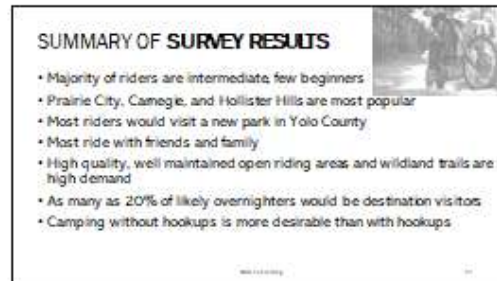 SUMMARY OF SURVEY RESULTS
• Majority of riders are intermediate, few beginners
• Prairie City, Carnegie, and Hollister Hills are most popular
• Most riders would visit a new park in Yolo County
• Most ride with friends and family
• High quality, well maintained open riding areas and wildland trails are
high demand
• As many as 20% of likely overnighters would be destination visitors
• Camping without hookups is more desirable than with hookups